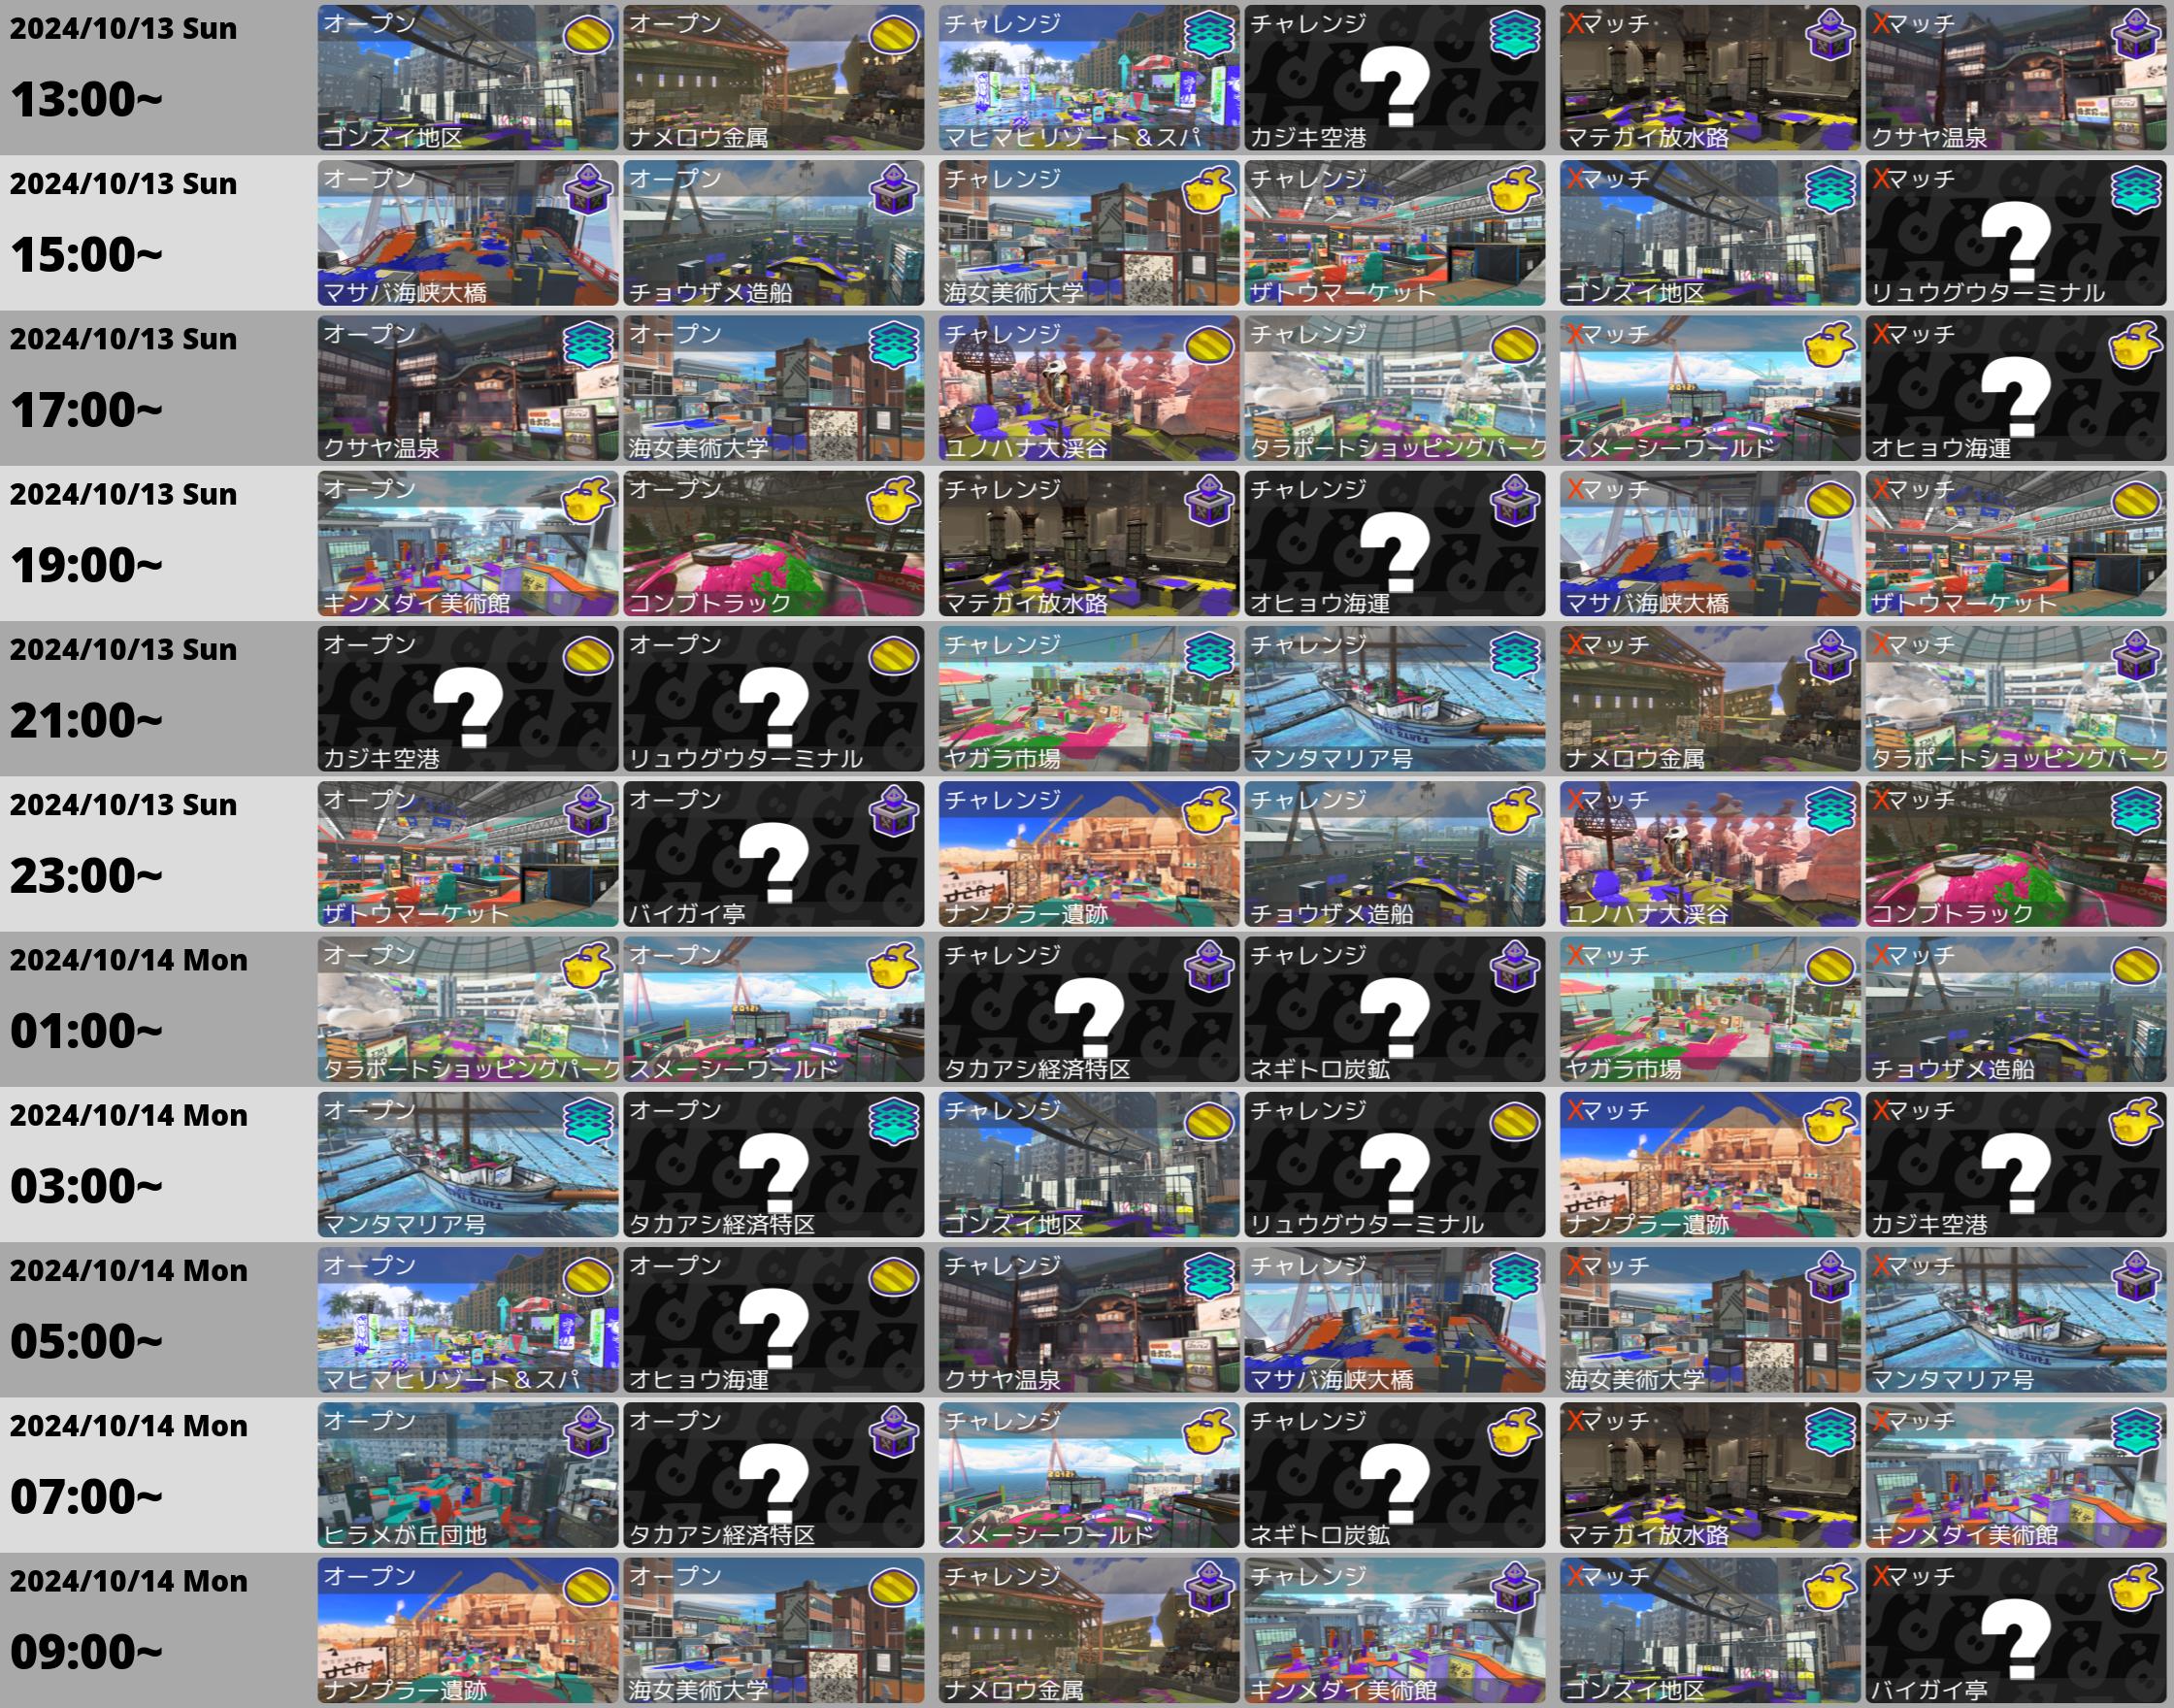 2024/10/13 Sun
13:00~
オープン
ゴンズイ地区
オープン
ナメロウ金属
チャレンジ
マヒマヒリゾート＆スパ
チャレンジ
カジキ空港
Xマッチ
マテガイ放水路
Xマッチ
クサヤ温泉
2024/10/13 Sun
15:00~
オープン
マサバ海峡大橋
オープン
チョウザメ造船
チャレンジ
海女美術大学
チャレンジ
ザトウマーケット
Xマッチ
ゴンズイ地区
Xマッチ
リュウグウターミナル
2024/10/13 Sun
17:00~
オープン
クサヤ温泉
オープン
海女美術大学
チャレンジ
ユノハナ大渓谷
チャレンジ
タラポートショッピングパーク
Xマッチ
スメーシーワールド
Xマッチ
オヒョウ海運
2024/10/13 Sun
19:00~
オープン
キンメダイ美術館
オープン
コンブトラック
チャレンジ
マテガイ放水路
チャレンジ
オヒョウ海運
Xマッチ
マサバ海峡大橋
Xマッチ
ザトウマーケット
2024/10/13 Sun
21:00~
オープン
カジキ空港
オープン
リュウグウターミナル
チャレンジ
ヤガラ市場
チャレンジ
マンタマリア号
Xマッチ
ナメロウ金属
Xマッチ
タラポートショッピングパーク
2024/10/13 Sun
23:00~
オープン
ザトウマーケット
オープン
バイガイ亭
チャレンジ
ナンプラー遺跡
チャレンジ
チョウザメ造船
Xマッチ
ユノハナ大渓谷
Xマッチ
コンブトラック
2024/10/14 Mon
01:00~
オープン
タラポートショッピングパーク
オープン
スメーシーワールド
チャレンジ
タカアシ経済特区
チャレンジ
ネギトロ炭鉱
Xマッチ
ヤガラ市場
Xマッチ
チョウザメ造船
2024/10/14 Mon
03:00~
オープン
マンタマリア号
オープン
タカアシ経済特区
チャレンジ
ゴンズイ地区
チャレンジ
リュウグウターミナル
Xマッチ
ナンプラー遺跡
Xマッチ
カジキ空港
2024/10/14 Mon
05:00~
オープン
マヒマヒリゾート＆スパ
オープン
オヒョウ海運
チャレンジ
クサヤ温泉
チャレンジ
マサバ海峡大橋
Xマッチ
海女美術大学
Xマッチ
マンタマリア号
2024/10/14 Mon
07:00~
オープン
ヒラメが丘団地
オープン
タカアシ経済特区
チャレンジ
スメーシーワールド
チャレンジ
ネギトロ炭鉱
Xマッチ
マテガイ放水路
Xマッチ
キンメダイ美術館
2024/10/14 Mon
09:00~
オープン
ナンプラー遺跡
オープン
海女美術大学
チャレンジ
ナメロウ金属
チャレンジ
キンメダイ美術館
Xマッチ
ゴンズイ地区
Xマッチ
バイガイ亭